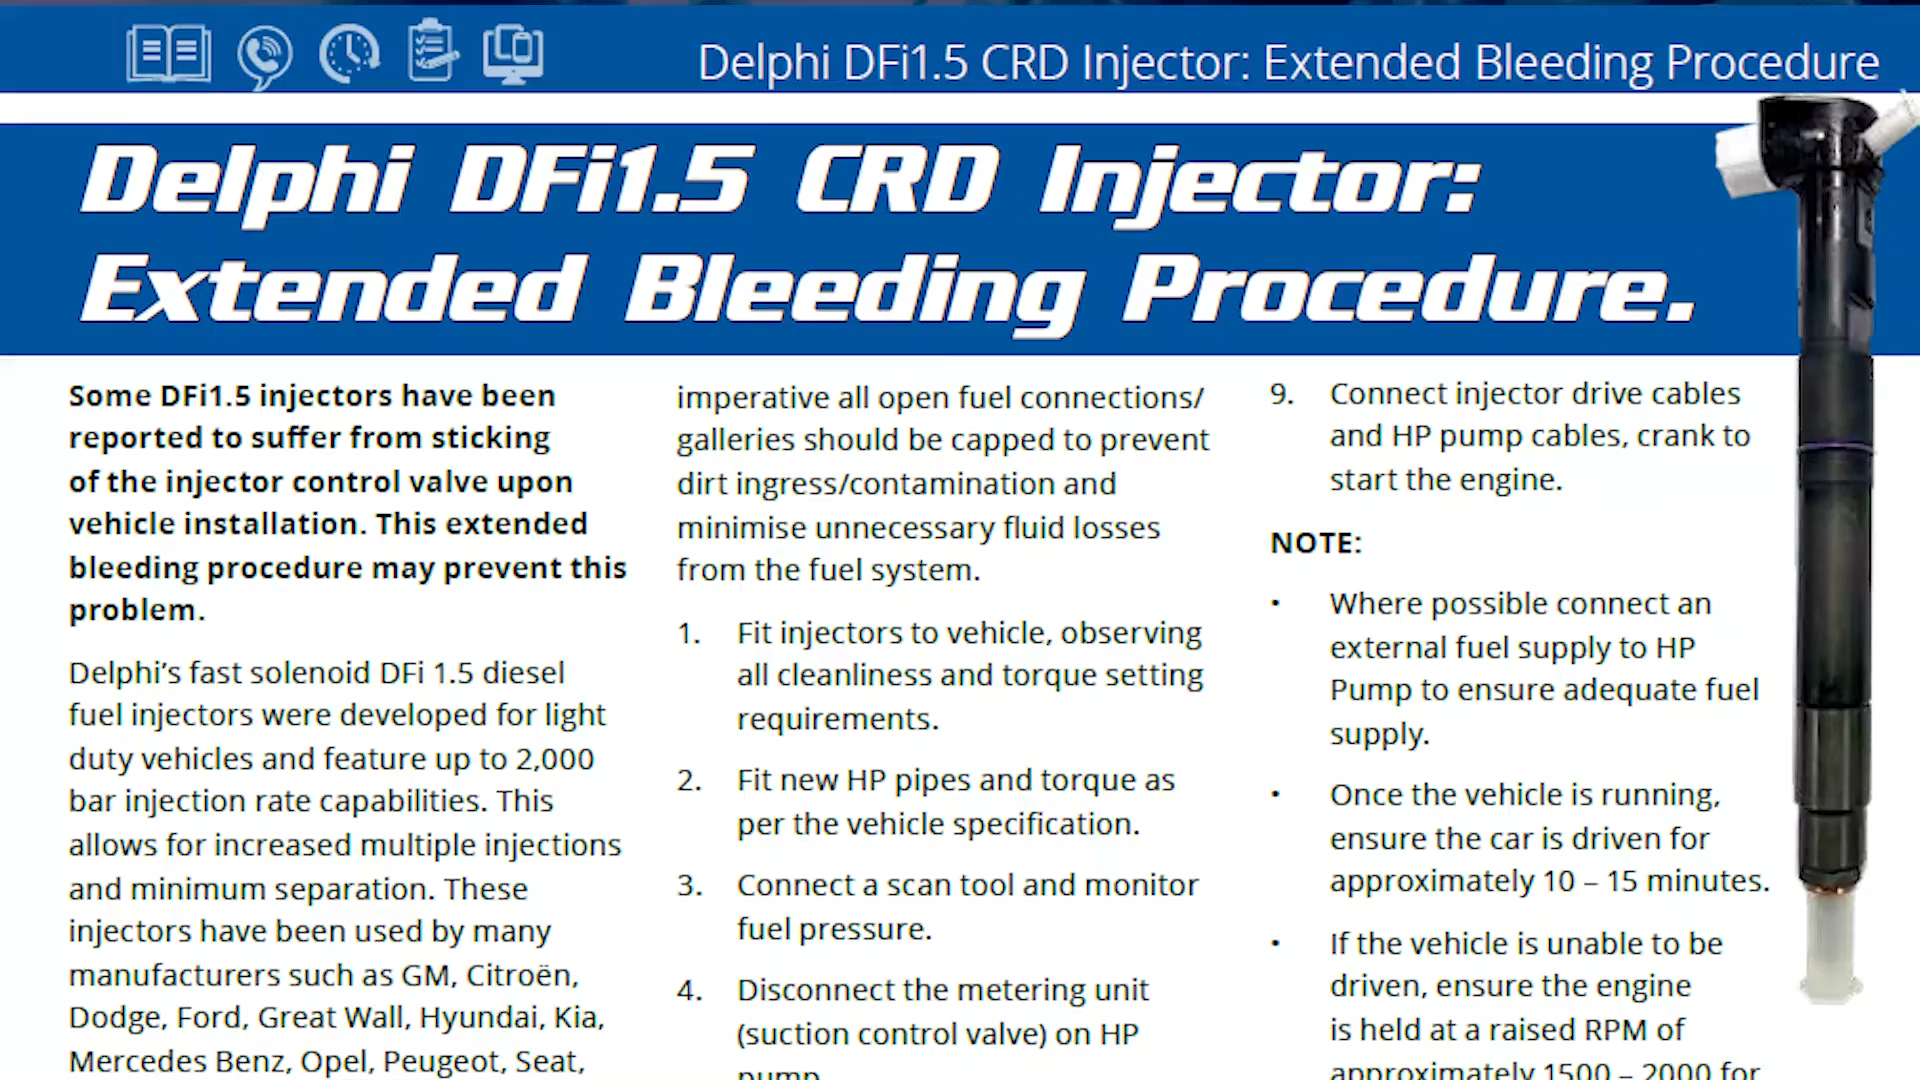 Delphi DFi1.5 CRD Injector: Extended Bleeding Procedure
Delphi DFi1.5 CRD Injector:
Extended Bleeding Procedure.
Some DFi1.5 injectors have been
reported to suffer from sticking
of the injector control valve upon
vehicle installation. This extended
bleeding procedure may prevent this
problem.
Delphi’s fast solenoid DFi 1.5 diesel
fuel injectors were developed for light
duty vehicles and feature up to 2,000
bar injection rate capabilities. This
allows for increased multiple injections
and minimum separation. These
injectors have been used by many
manufacturers such as GM, Citroën,
Dodge, Ford, Great Wall, Hyundai, Kia,
Mercedes Benz, Opel, Peugeot, Seat,
imperative all open fuel connections/
galleries should be capped to prevent
dirt ingress/contamination and
minimise unnecessary fluid losses
from the fuel system.
1. Fit injectors to vehicle, observing
all cleanliness and torque setting
requirements.
2. Fit new HP pipes and torque as
per the vehicle specification.
3. Connect a scan tool and monitor
fuel pressure.
4. Disconnect the metering unit
(suction control valve) on HP
pump.
9. Connect injector drive cables
and HP pump cables, crank to
start the engine.
NOTE:
• Where possible connect an
external fuel supply to HP
Pump to ensure adequate fuel
supply.
• Once the vehicle is running,
ensure the car is driven for
approximately 10 – 15 minutes.
• If the vehicle is unable to be
driven, ensure the engine
is held at a raised RPM of
approximately 1500 – 2000 for